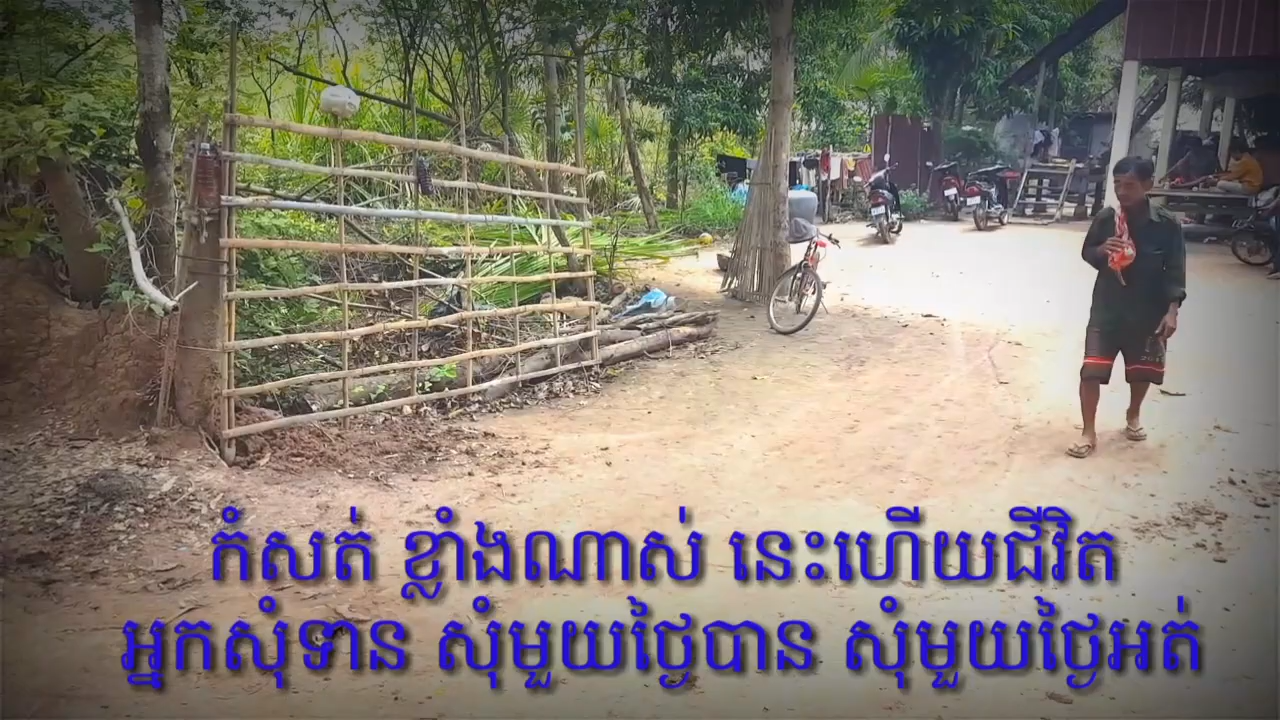 កំសត់ ខ្លាំងណាស់ នេះហើយជីវិត
អ្នកសុំទាន សុំមួយថ្ងៃបាន សុំមួយថ្ងៃអត់